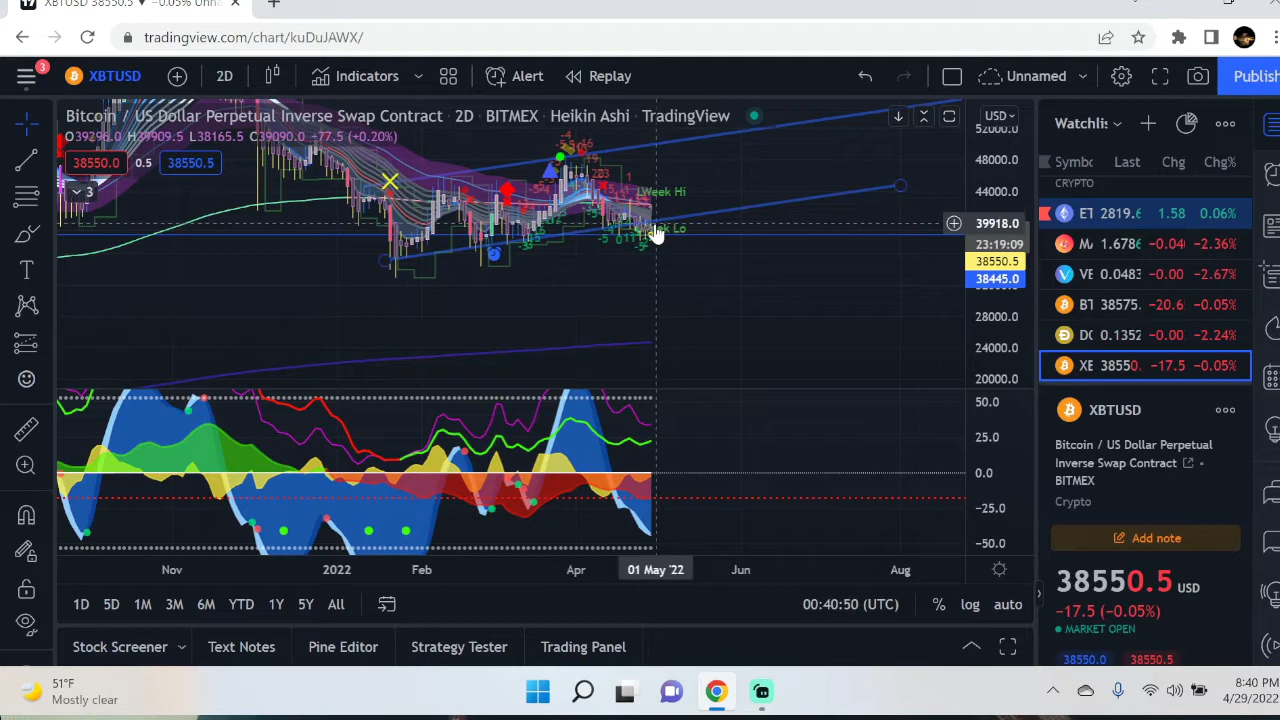 XBTUSD 38550.5 ▼ −0.05% Unna
tradingview.com/chart/kuDuJAWX/
3
XBTUSD
2D
Indicators
Alert
Replay
Unnamed
Publish
Bitcoin / US Dollar Perpetual Inverse Swap Contract · 2D · BITMEX · Heikin Ashi · TradingView
O39296.0 H39909.5 L38165.5 C39090.0 −77.5 (+0.20%)
38550.0 0.5 38550.5
3
Week Hi
USD
52000.0
48000.0
44000.0
39918.0
23:19:09
38550.5
38445.0
28000.0
24000.0
20000.0
50.0
25.0
0.0
−25.0
−50.0
Nov 2022 Feb Apr 01 May '22 Jun Aug
1D 5D 1M 3M 6M YTD 1Y 5Y All
00:40:50 (UTC) % log auto
Stock Screener Text Notes Pine Editor Strategy Tester Trading Panel
Watchlis
Symbc Last Chg Chg%
CRYPTO
ET 2819.6 1.58 0.06%
1.6786 −0.04 −2.36%
VE 0.0483 −0.00 −2.67%
BT 38575. −20.6 −0.05%
DC 0.1352 −0.00 −2.24%
XE 38550. −17.5 −0.05%
XBTUSD
Bitcoin / US Dollar Perpetual
Inverse Swap Contract
BITMEX
Crypto
Add note
38550.5 USD
−17.5 (−0.05%)
MARKET OPEN
38550.0 38550.5
51°F
Mostly clear
8:40 PM
4/29/2022